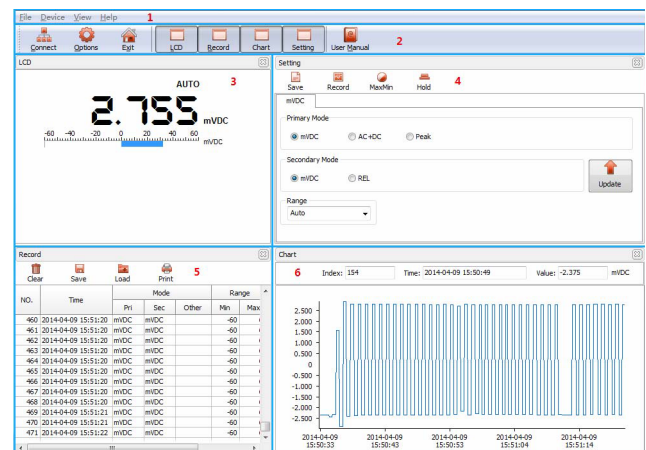 File Device View Help 1
Connect Options Exit LCD Record Chart Setting User Manual 2
LCD
AUTO 3
2.755 mVDC
-60 -40 -20 0 20 40 60 mVDC
Setting
Save Record MaxMin Hold 4
mVDC
Primary Mode
mVDC AC+DC Peak
Secondary Mode
mVDC REL
Update
Range
Auto
Record
Clear Save Load Print 5
NO. Time Mode Range
Pri Sec Other Min Max
460 2014-04-09 15:51:20 mVDC mVDC -60
461 2014-04-09 15:51:20 mVDC mVDC -60
462 2014-04-09 15:51:20 mVDC mVDC -60
463 2014-04-09 15:51:20 mVDC mVDC -60
464 2014-04-09 15:51:20 mVDC mVDC -60
465 2014-04-09 15:51:20 mVDC mVDC -60
466 2014-04-09 15:51:20 mVDC mVDC -60
467 2014-04-09 15:51:20 mVDC mVDC -60
468 2014-04-09 15:51:20 mVDC mVDC -60
469 2014-04-09 15:51:21 mVDC mVDC -60
470 2014-04-09 15:51:21 mVDC mVDC -60
471 2014-04-09 15:51:22 mVDC mVDC -60
Chart
6 Index: 154 Time: 2014-04-09 15:50:49 Value: -2.375 mVDC
2.500
2.000
1.500
1.000
0.500
0
-0.500
-1.000
-1.500
-2.000
-2.500
2014-04-09 2014-04-09 2014-04-09 2014-04-09 2014-04-09
15:50:33 15:50:43 15:50:53 15:51:04 15:51:14